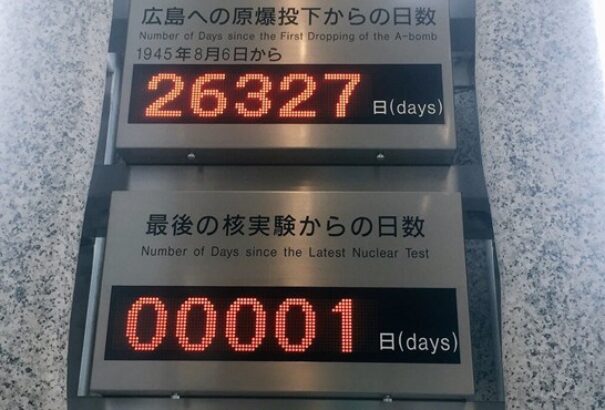 広島への原爆投下からの日数
Number of Days since the First Dropping of the A-bomb
1945年8月6日から
26327 日(days)
最後の核実験からの日数
Number of Days since the Latest Nuclear Test
00001 日(days)